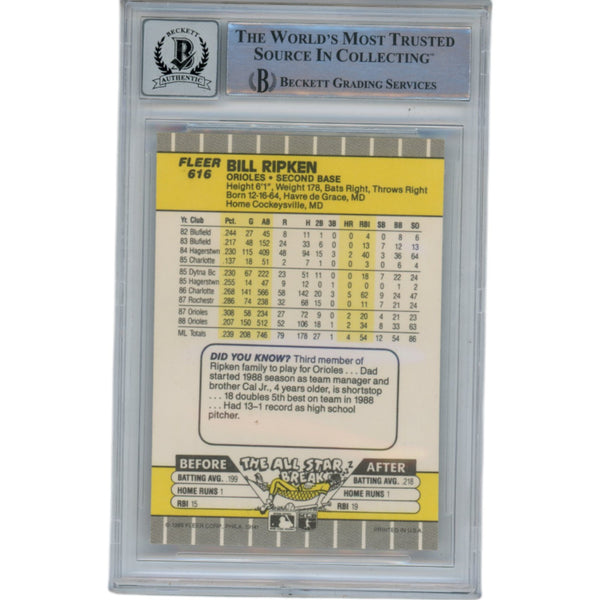 THE WORLD'S MOST TRUSTED
SOURCE IN COLLECTING™
BECKETT
AUTHENTIC
B BECKETT GRADING SERVICES
FLEER
616
BILL RIPKEN
ORIOLES • SECOND BASE
Height 6'1", Weight 178, Bats Right, Throws Right
Born 12-16-64, Havre de Grace, MD
Home Cockeysville, MD
Yr. Club Pct. G AB R H 2B 3B HR RBI SB BB SO
82 Blufield .244 27 45 8 11 1 0 0 4 0 8 6
83 Blufield .217 48 152 24 33 6 0 0 13 7 12 13
84 Hagerstwn .230 115 409 48 94 15 3 2 40 3 36 64
85 Charlotte .137 18 51 2 7 1 0 0 3 0 6 4
85 Dytna Bc .230 67 222 23 51 11 0 0 18 7 22 24
85 Hagerstwn .255 14 47 9 12 0 1 0 0 0 6 3
86 Charlotte .268 141 566 58 142 20 3 5 62 9 24 47
87 Rochestr .286 74 238 32 68 15 0 0 11 7 21 24
87 Orioles .308 58 234 27 72 9 0 2 20 4 21 23
88 Orioles .207 150 512 52 106 18 1 2 34 8 33 63
ML Totals .239 208 746 79 178 27 1 4 54 12 54 86
DID YOU KNOW? Third member of
Ripken family to play for Orioles . . . Dad
started 1988 season as team manager and
brother Cal Jr., 4 years older, is shortstop
. . . 18 doubles 5th best on team in 1988 . . .
. . . Had 13–1 record as high school
pitcher.
BEFORE THE ALL STAR BREAK AFTER
BATTING AVG. .199 BATTING AVG. .218
HOME RUNS 1 HOME RUNS 1
RBI 15 RBI 19
PRINTED IN U.S.A.